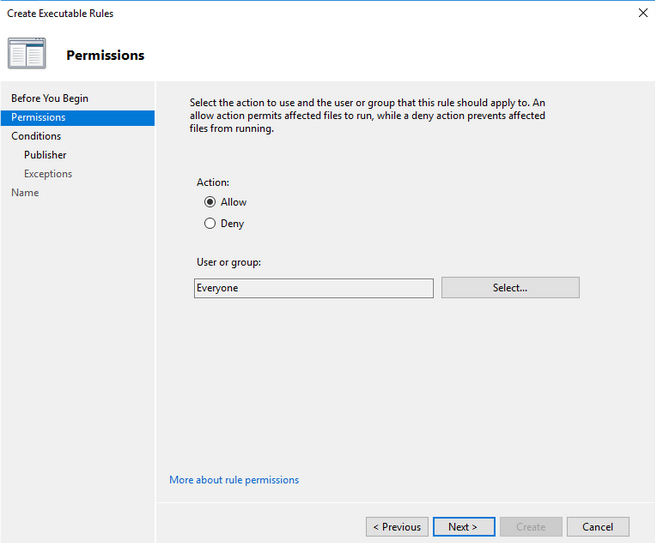 Create Executable Rules
Permissions
Before You Begin
Permissions
Conditions
Publisher
Exceptions
Name
Select the action to use and the user or group that this rule should apply to. An
allow action permits affected files to run, while a deny action prevents affected
files from running.
Action:
Allow
Deny
User or group:
Everyone
Select...
More about rule permissions
< Previous
Next >
Create
Cancel